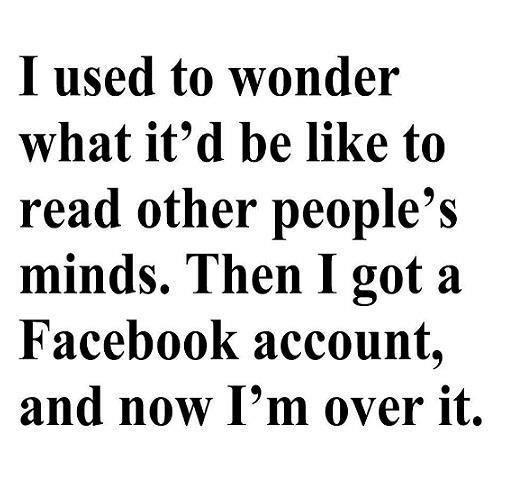 I used to wonder
what it’d be like to
read other people’s
minds. Then I got a
Facebook account,
and now I’m over it.